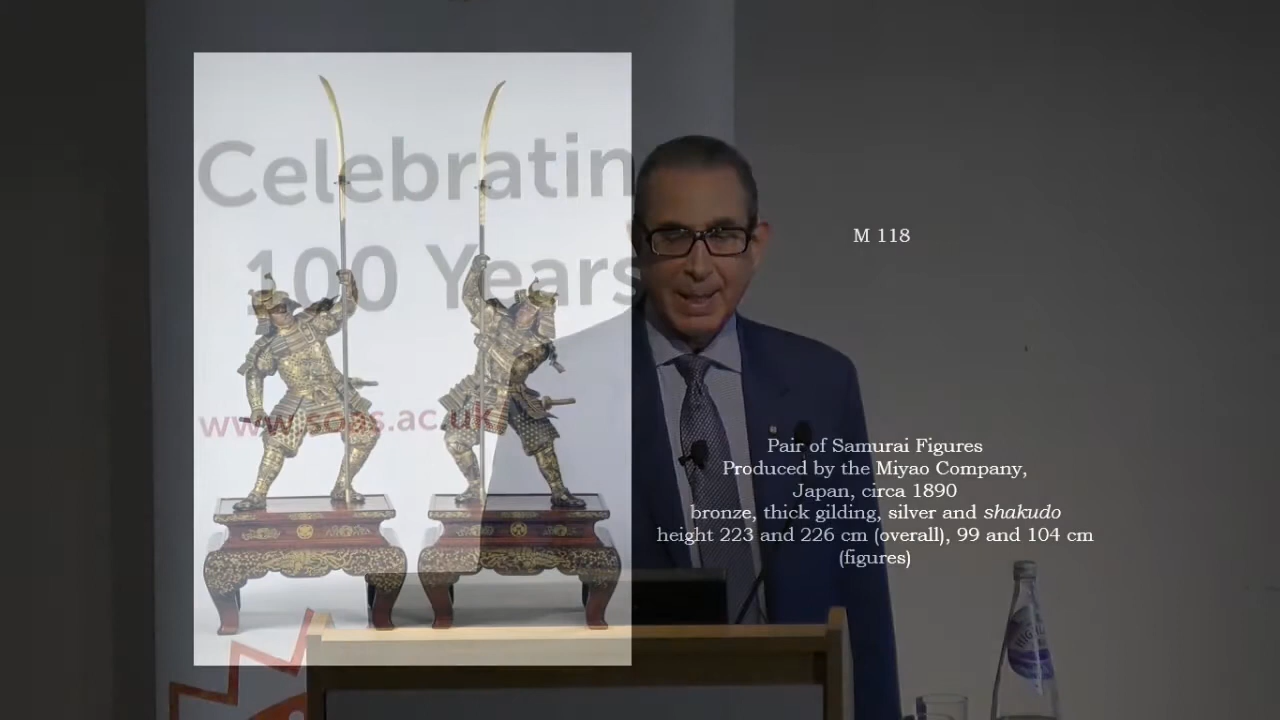 Celebratin
100 Years
www.soas.ac.uk
M 118
Pair of Samurai Figures
Produced by the Miyao Company,
Japan, circa 1890
bronze, thick gilding, silver and shakudo
height 223 and 226 cm (overall), 99 and 104 cm
(figures)